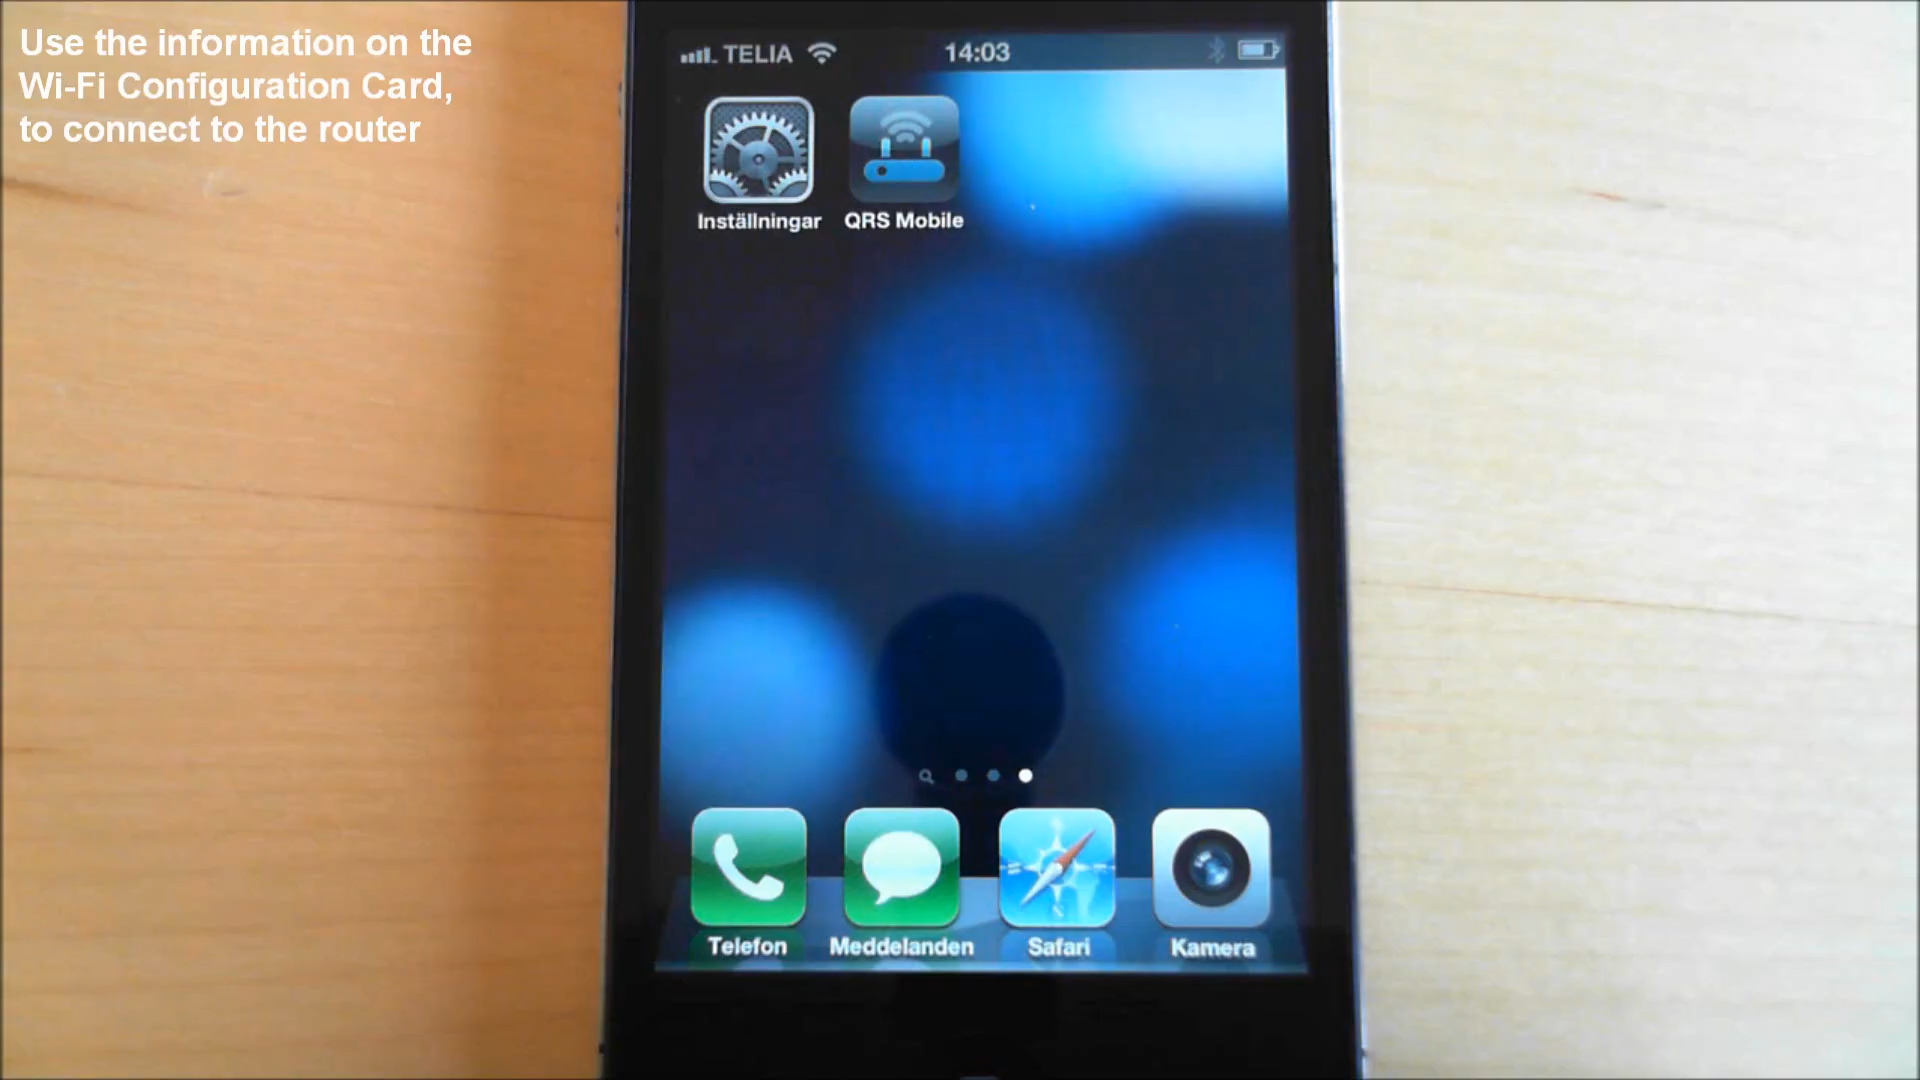 Use the information on the
Wi-Fi Configuration Card,
to connect to the router
TELIA 14:03
Inställningar QRS Mobile
Telefon Meddelanden Safari Kamera